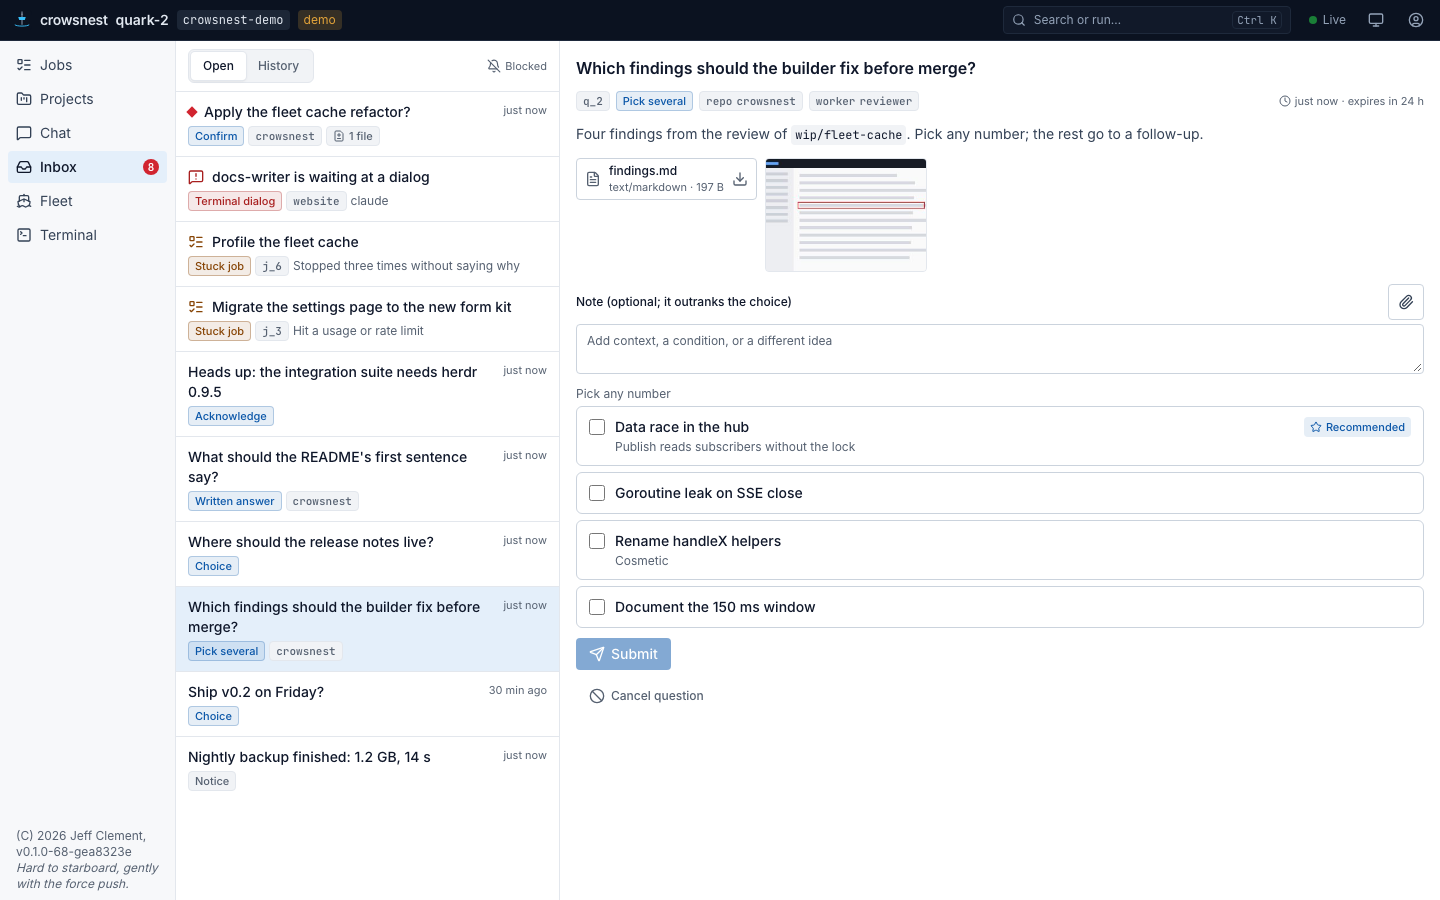 crowsnest quark-2 crowsnest-demo demo
Search or run... Ctrl K
Live
Jobs
Projects
Chat
Inbox 8
Fleet
Terminal
(C) 2026 Jeff Clement,
v0.1.0-68-gea8323e
Hard to starboard, gently
with the force push.
Open History Blocked
Apply the fleet cache refactor? just now
Confirm crowsnest 1 file
docs-writer is waiting at a dialog
Terminal dialog website claude
Profile the fleet cache
Stuck job j_6 Stopped three times without saying why
Migrate the settings page to the new form kit
Stuck job j_3 Hit a usage or rate limit
Heads up: the integration suite needs herdr just now
0.9.5
Acknowledge
What should the README's first sentence just now
say?
Written answer crowsnest
Where should the release notes live? just now
Choice
Which findings should the builder fix before just now
merge?
Pick several crowsnest
Ship v0.2 on Friday? 30 min ago
Choice
Nightly backup finished: 1.2 GB, 14 s just now
Notice
Which findings should the builder fix before merge?
q_2 Pick several repo crowsnest worker reviewer just now · expires in 24 h
Four findings from the review of wip/fleet-cache. Pick any number; the rest go to a follow-up.
findings.md
text/markdown · 197 B
Note (optional; it outranks the choice)
Add context, a condition, or a different idea
Pick any number
Data race in the hub Recommended
Publish reads subscribers without the lock
Goroutine leak on SSE close
Rename handleX helpers
Cosmetic
Document the 150 ms window
Submit
Cancel question